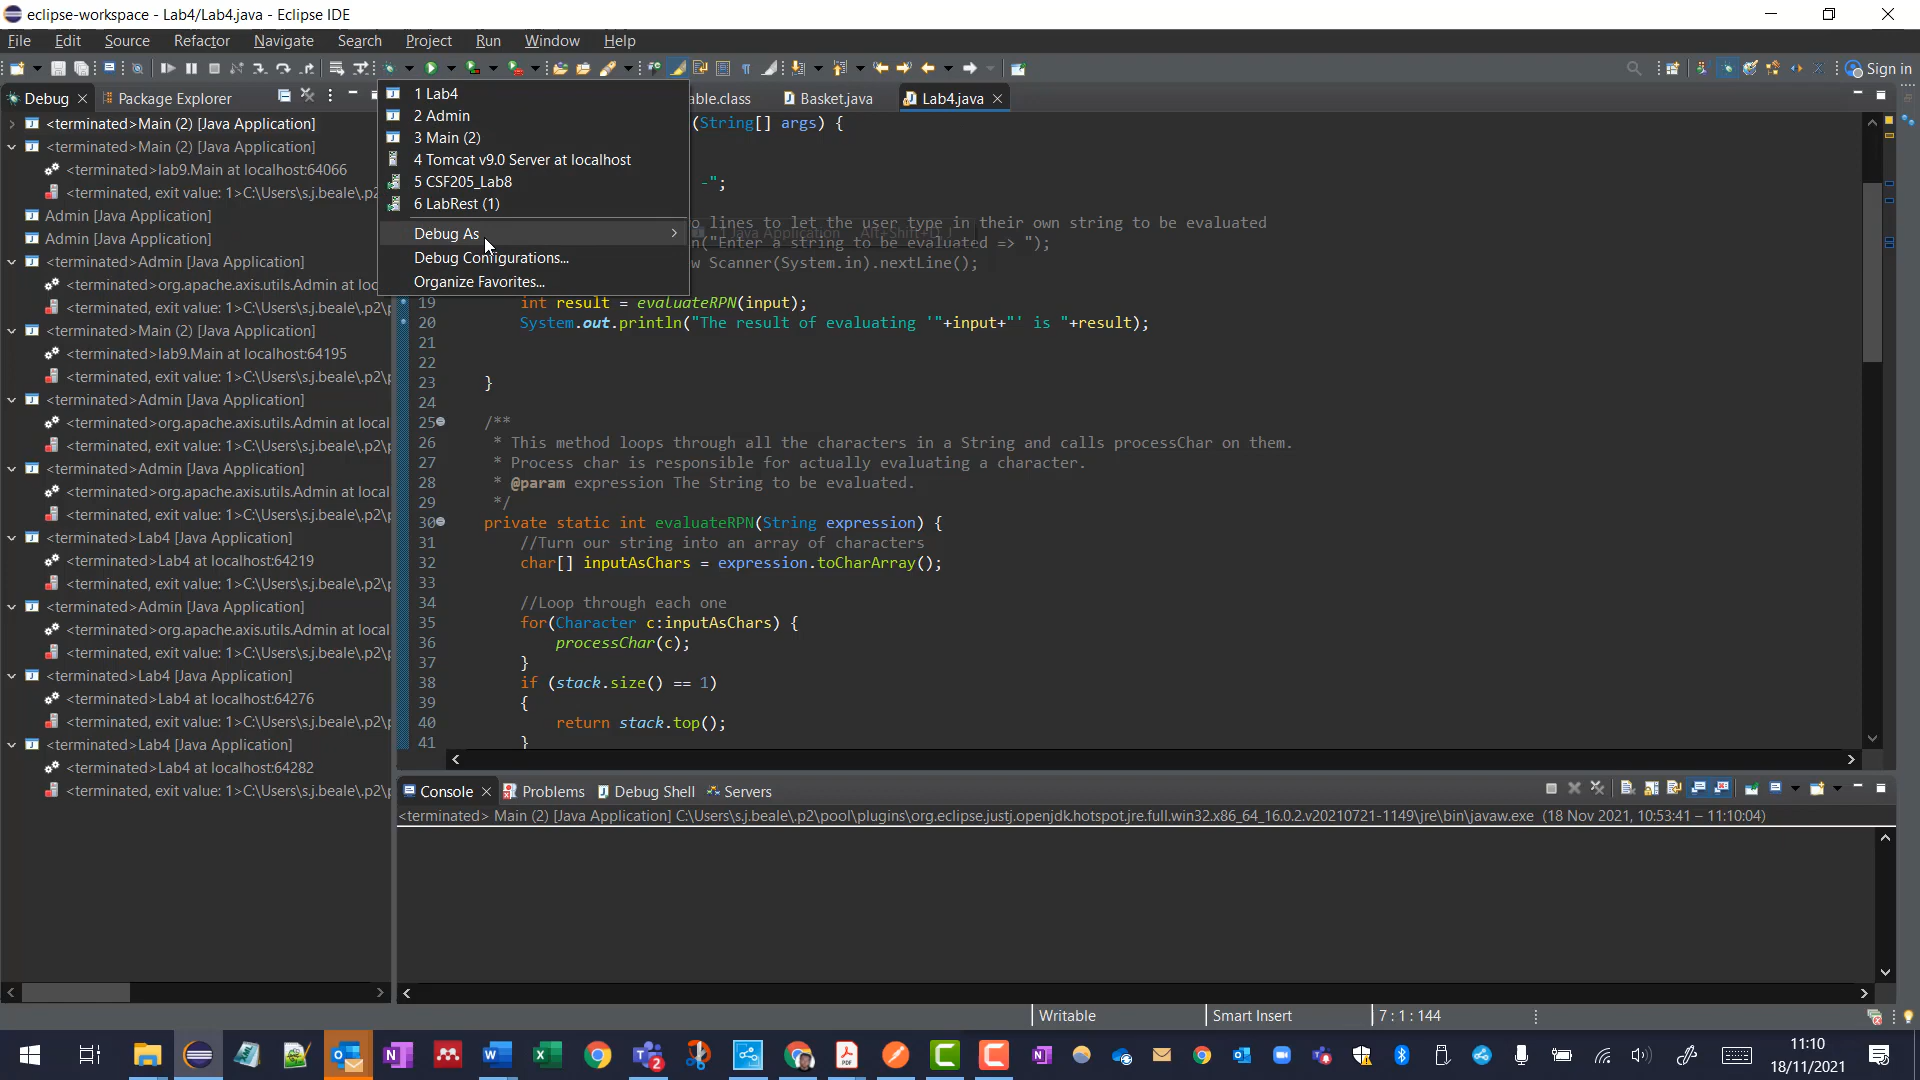 eclipse-workspace - Lab4/Lab4.java - Eclipse IDE
File Edit Source Refactor Navigate Search Project Run Window Help
Sign in
Debug Package Explorer
able.class Basket.java Lab4.java
<terminated>Main (2) [Java Application]
<terminated>Main (2) [Java Application]
<terminated>lab9.Main at localhost:64066
<terminated, exit value: 1>C:\Users\s.j.beale\.p2
Admin [Java Application]
Admin [Java Application]
<terminated>Admin [Java Application]
<terminated>org.apache.axis.utils.Admin at loc
<terminated, exit value: 1>C:\Users\s.j.beale\.p2\
<terminated>Main (2) [Java Application]
<terminated>lab9.Main at localhost:64195
<terminated, exit value: 1>C:\Users\s.j.beale\.p2\p
<terminated>Admin [Java Application]
<terminated>org.apache.axis.utils.Admin at local
<terminated, exit value: 1>C:\Users\s.j.beale\.p2\p
<terminated>Admin [Java Application]
<terminated>org.apache.axis.utils.Admin at local
<terminated, exit value: 1>C:\Users\s.j.beale\.p2\p
<terminated>Lab4 [Java Application]
<terminated>Lab4 at localhost:64219
<terminated, exit value: 1>C:\Users\s.j.beale\.p2\p
<terminated>Admin [Java Application]
<terminated>org.apache.axis.utils.Admin at local
<terminated, exit value: 1>C:\Users\s.j.beale\.p2\p
<terminated>Lab4 [Java Application]
<terminated>Lab4 at localhost:64276
<terminated, exit value: 1>C:\Users\s.j.beale\.p2\p
<terminated>Lab4 [Java Application]
<terminated>Lab4 at localhost:64282
<terminated, exit value: 1>C:\Users\s.j.beale\.p2\p
1 Lab4
2 Admin
3 Main (2)
4 Tomcat v9.0 Server at localhost
5 CSF205_Lab8
6 LabRest (1)
Debug As
Debug Configurations...
Organize Favorites...
1 Java Application Alt+Shift+D, J
(String[] args) {
-";
o lines to let the user type in their own string to be evaluated
n("Enter a string to be evaluated => ");
w Scanner(System.in).nextLine();
19 int result = evaluateRPN(input);
20 System.out.println("The result of evaluating '"+input+"' is "+result);
21
22
23 }
24
25 /**
26 * This method loops through all the characters in a String and calls processChar on them.
27 * Process char is responsible for actually evaluating a character.
28 * @param expression The String to be evaluated.
29 */
30 private static int evaluateRPN(String expression) {
31 //Turn our string into an array of characters
32 char[] inputAsChars = expression.toCharArray();
33
34 //Loop through each one
35 for(Character c:inputAsChars) {
36 processChar(c);
37 }
38 if (stack.size() == 1)
39 {
40 return stack.top();
41 }
Console Problems Debug Shell Servers
<terminated> Main (2) [Java Application] C:\Users\s.j.beale\.p2\pool\plugins\org.eclipse.justj.openjdk.hotspot.jre.full.win32.x86_64_16.0.2.v20210721-1149\jre\bin\javaw.exe (18 Nov 2021, 10:53:41 – 11:10:04)
Writable Smart Insert 7 : 1 : 144
11:10
18/11/2021